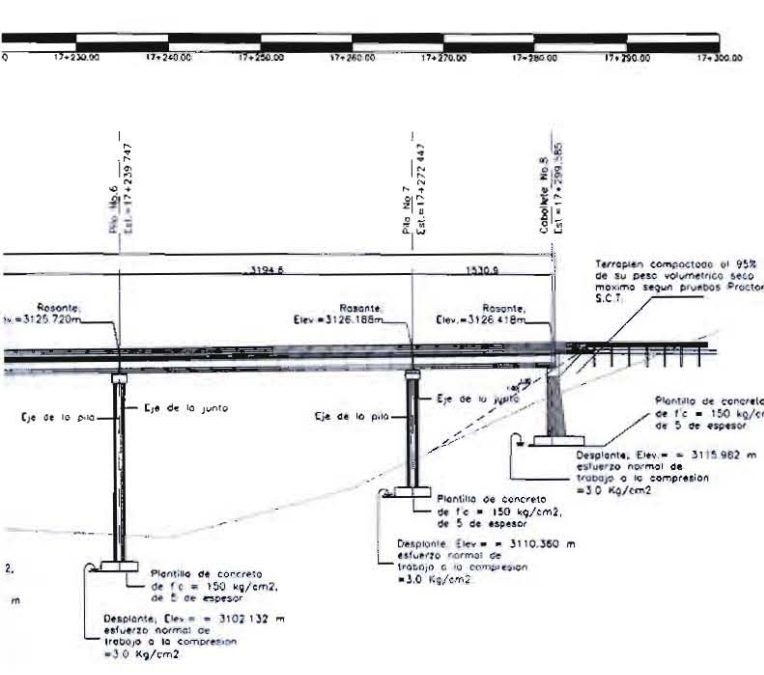 17+230.00 17+240.00 17+250.00 17+260.00 17+270.00 17+280.00 17+290.00 17+300.00
Pila No.6
Est.=17+239.747
Pila No 7
Est.=17+272.447
Caballete No.8
Est.=17+299.585
3194.6
1530.9
Terraplen compactado al 95%
de su peso volumetrico seco
maximo segun pruebas Proctor
S.C.T.
Rasante,
Elev.=3125.720m
Rasante,
Elev.=3126.188m
Rasante,
Elev.=3126.418m
Eje de la pila
Eje de la junta
Eje de la pila
Eje de la junta
Plantilla de concreto
de f'c = 150 kg/c
de 5 de espesor
Desplante, Elev.= = 3115.982 m
esfuerzo normal de
trabajo a la compresion
=3.0 Kg/cm2
Plantilla de concreto
de f'c = 150 kg/cm2,
de 5 de espesor
Desplante, Elev.= = 3110.360 m
esfuerzo normal de
trabajo a la compresion
=3.0 Kg/cm2
2,
m
Plantilla de concreto
de f'c = 150 kg/cm2,
de 5 de espesor
Desplante, Elev.= = 3102.132 m
esfuerzo normal de
trabajo a la compresion
=3.0 Kg/cm2